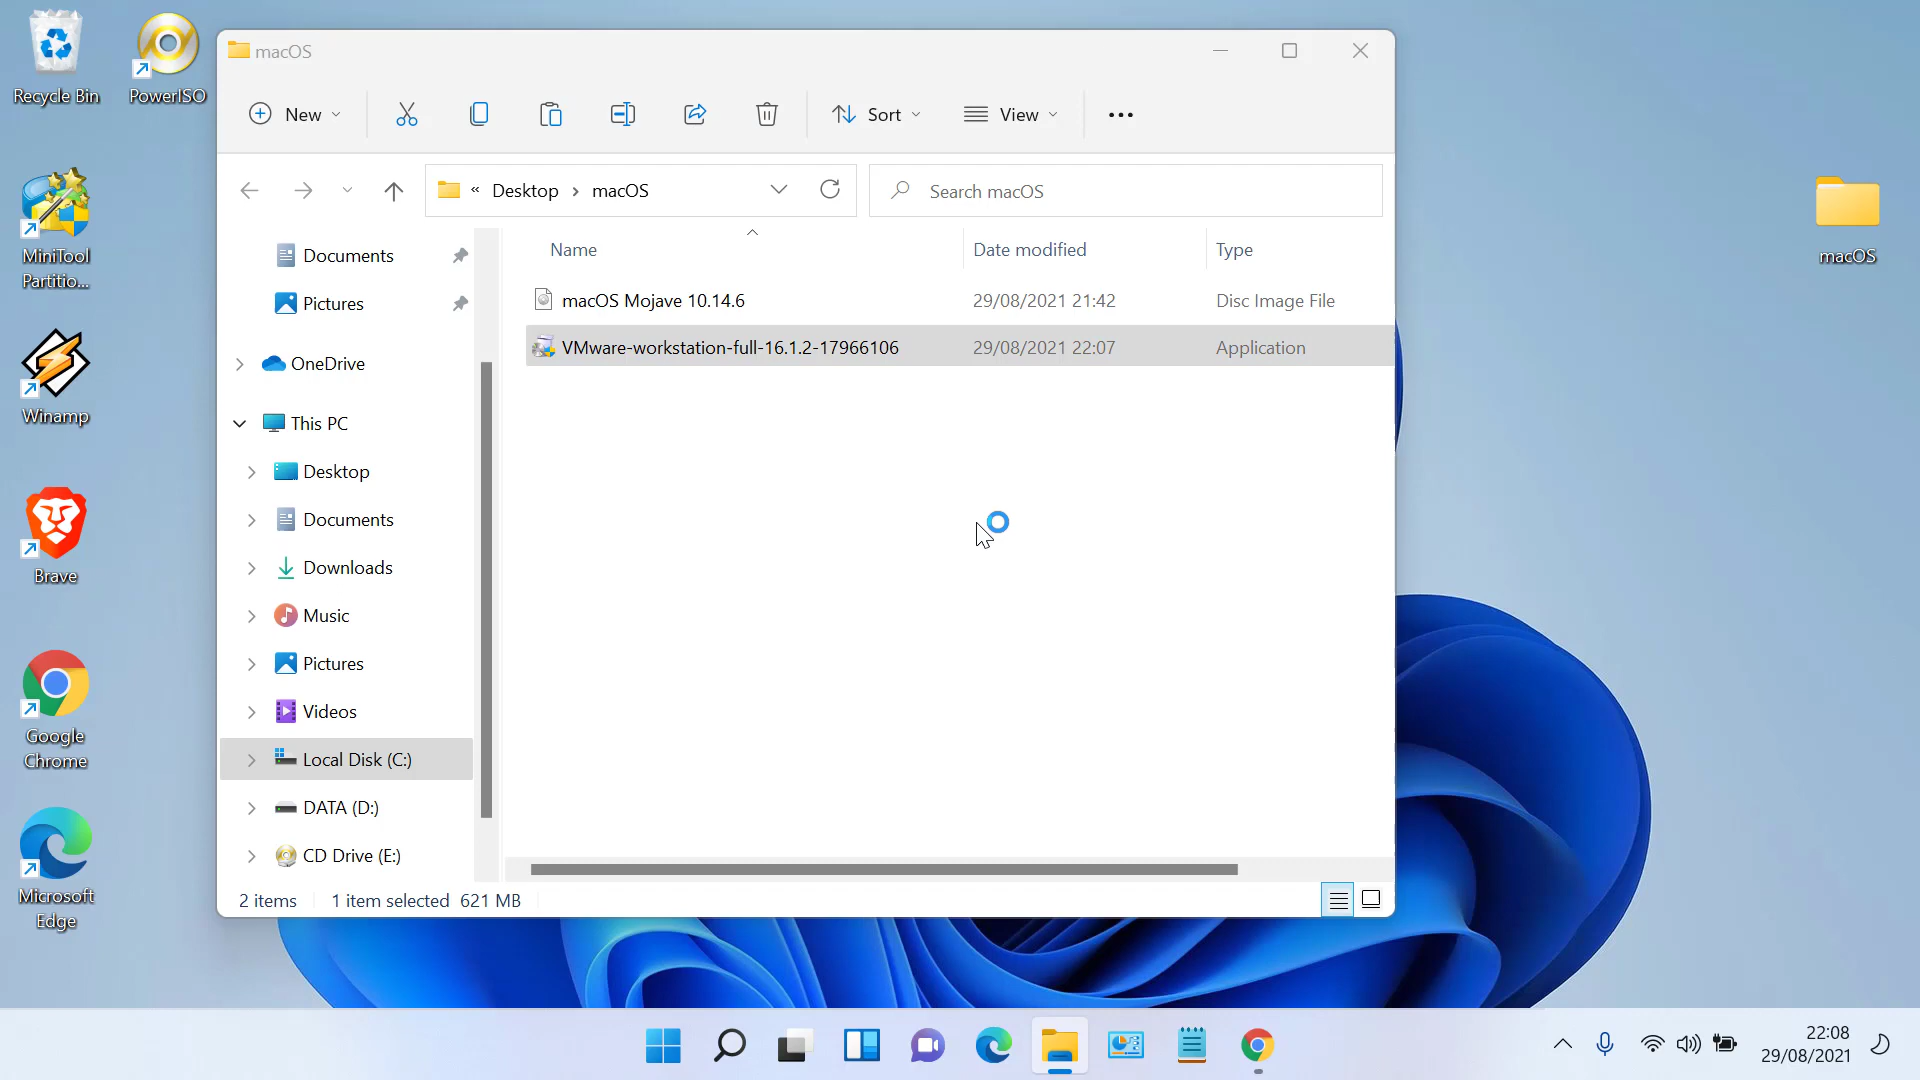 Recycle Bin
PowerISO
MiniTool
Partitio...
Winamp
Brave
Google
Chrome
Microsoft
Edge
macOS
New
Sort
View
« Desktop › macOS
Search macOS
Documents
Pictures
OneDrive
This PC
Desktop
Documents
Downloads
Music
Pictures
Videos
Local Disk (C:)
DATA (D:)
CD Drive (E:)
Name Date modified Type
macOS Mojave 10.14.6 29/08/2021 21:42 Disc Image File
VMware-workstation-full-16.1.2-17966106 29/08/2021 22:07 Application
2 items 1 item selected 621 MB
macOS
22:08
29/08/2021